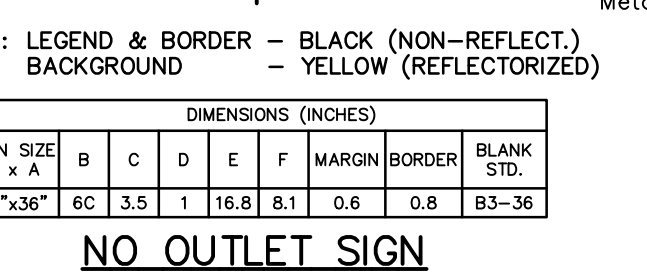 Metc
: LEGEND & BORDER – BLACK (NON–REFLECT.)
BACKGROUND – YELLOW (REFLECTORIZED)
DIMENSIONS (INCHES)
N SIZE x A B C D E F MARGIN BORDER BLANK STD.
"x36" 6C 3.5 1 16.8 8.1 0.6 0.8 B3–36
NO OUTLET SIGN